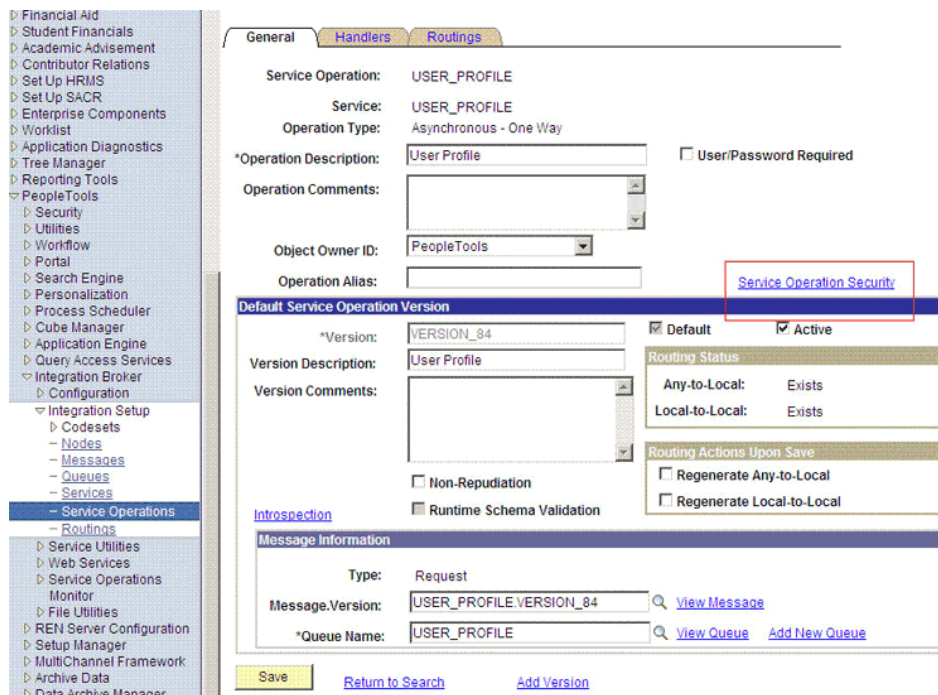 Financial Aid
Student Financials
Academic Advisement
Contributor Relations
Set Up HRMS
Set Up SACR
Enterprise Components
Worklist
Application Diagnostics
Tree Manager
Reporting Tools
PeopleTools
Security
Utilities
Workflow
Portal
Search Engine
Personalization
Process Scheduler
Cube Manager
Application Engine
Query Access Services
Integration Broker
Configuration
Integration Setup
Codesets
Nodes
Messages
Queues
Services
Service Operations
Routings
Service Utilities
Web Services
Service Operations
Monitor
File Utilities
REN Server Configuration
Setup Manager
MultiChannel Framework
Archive Data
Data Archive Manager
General Handlers Routings
Service Operation: USER_PROFILE
Service: USER_PROFILE
Operation Type: Asynchronous - One Way
*Operation Description: User Profile User/Password Required
Operation Comments:
Object Owner ID: PeopleTools
Operation Alias: Service Operation Security
Default Service Operation Version
*Version: VERSION_84 Default Active
Version Description: User Profile Routing Status
Version Comments: Any-to-Local: Exists
Local-to-Local: Exists
Routing Actions Upon Save
Non-Repudiation Regenerate Any-to-Local
Introspection Runtime Schema Validation Regenerate Local-to-Local
Message Information
Type: Request
Message.Version: USER_PROFILE.VERSION_84 View Message
*Queue Name: USER_PROFILE View Queue Add New Queue
Save Return to Search Add Version